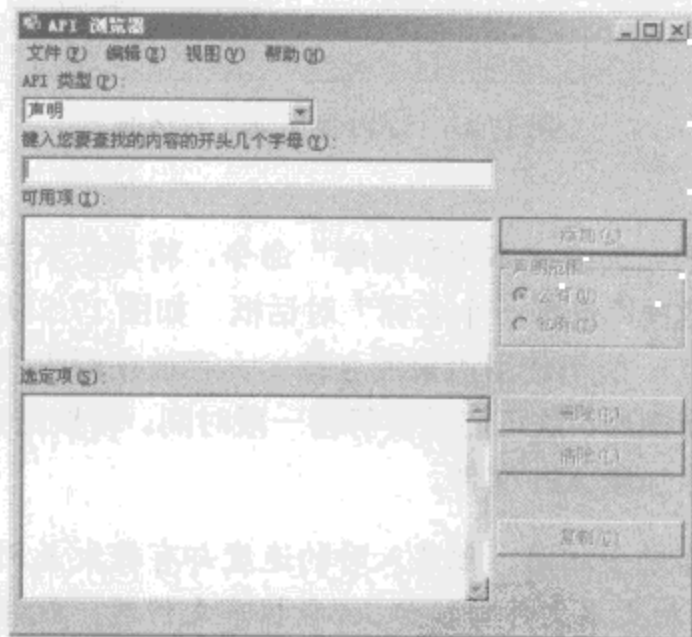 API 浏览器
文件(F) 编辑(E) 视图(V) 帮助(H)
API 类型(P):
声明
键入您要查找的内容的开头几个字母(Y):
可用项(I):
添加(A)
声明范围
公有(U)
私有(T)
选定项(S):
删除(R)
清除(L)
复制(C)